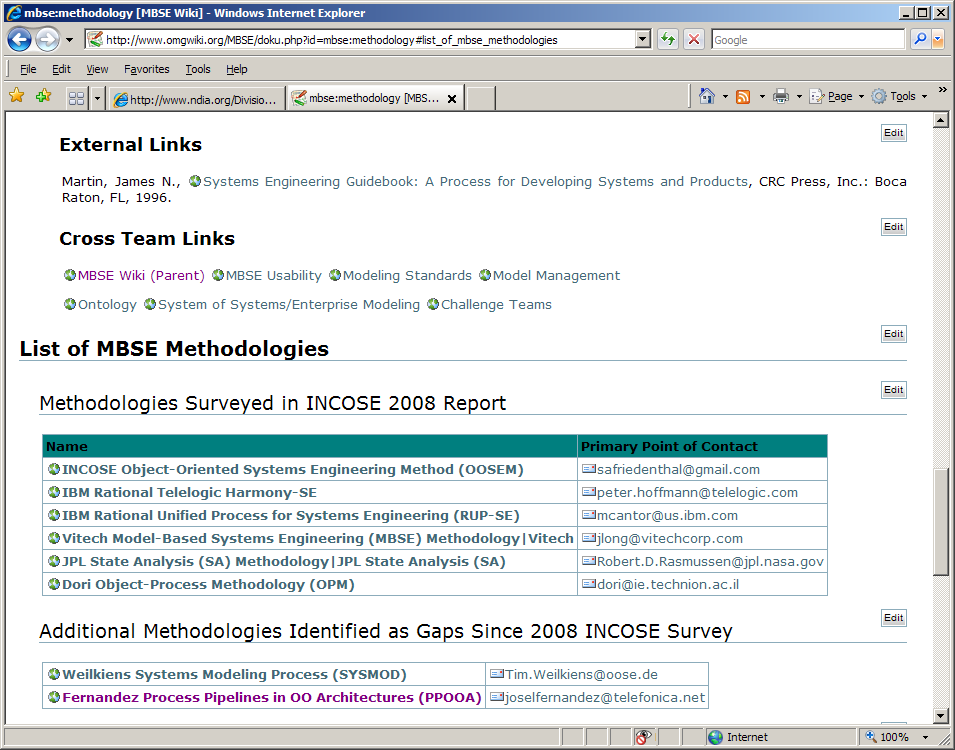 mbse:methodology [MBSE Wiki] - Windows Internet Explorer
http://www.omgwiki.org/MBSE/doku.php?id=mbse:methodology#list_of_mbse_methodologies
Google
File Edit View Favorites Tools Help
http://www.ndia.org/Divisio... mbse:methodology [MBS... Page Tools
Edit
External Links
Martin, James N., Systems Engineering Guidebook: A Process for Developing Systems and Products, CRC Press, Inc.: Boca
Raton, FL, 1996.
Edit
Cross Team Links
MBSE Wiki (Parent) MBSE Usability Modeling Standards Model Management
Ontology System of Systems/Enterprise Modeling Challenge Teams
Edit
List of MBSE Methodologies
Edit
Methodologies Surveyed in INCOSE 2008 Report
Name Primary Point of Contact
INCOSE Object-Oriented Systems Engineering Method (OOSEM) safriedenthal@gmail.com
IBM Rational Telelogic Harmony-SE peter.hoffmann@telelogic.com
IBM Rational Unified Process for Systems Engineering (RUP-SE) mcantor@us.ibm.com
Vitech Model-Based Systems Engineering (MBSE) Methodology|Vitech jlong@vitechcorp.com
JPL State Analysis (SA) Methodology|JPL State Analysis (SA) Robert.D.Rasmussen@jpl.nasa.gov
Dori Object-Process Methodology (OPM) dori@ie.technion.ac.il
Edit
Additional Methodologies Identified as Gaps Since 2008 INCOSE Survey
Weilkiens Systems Modeling Process (SYSMOD) Tim.Weilkiens@oose.de
Fernandez Process Pipelines in OO Architectures (PPOOA) joselfernandez@telefonica.net
Internet 100%